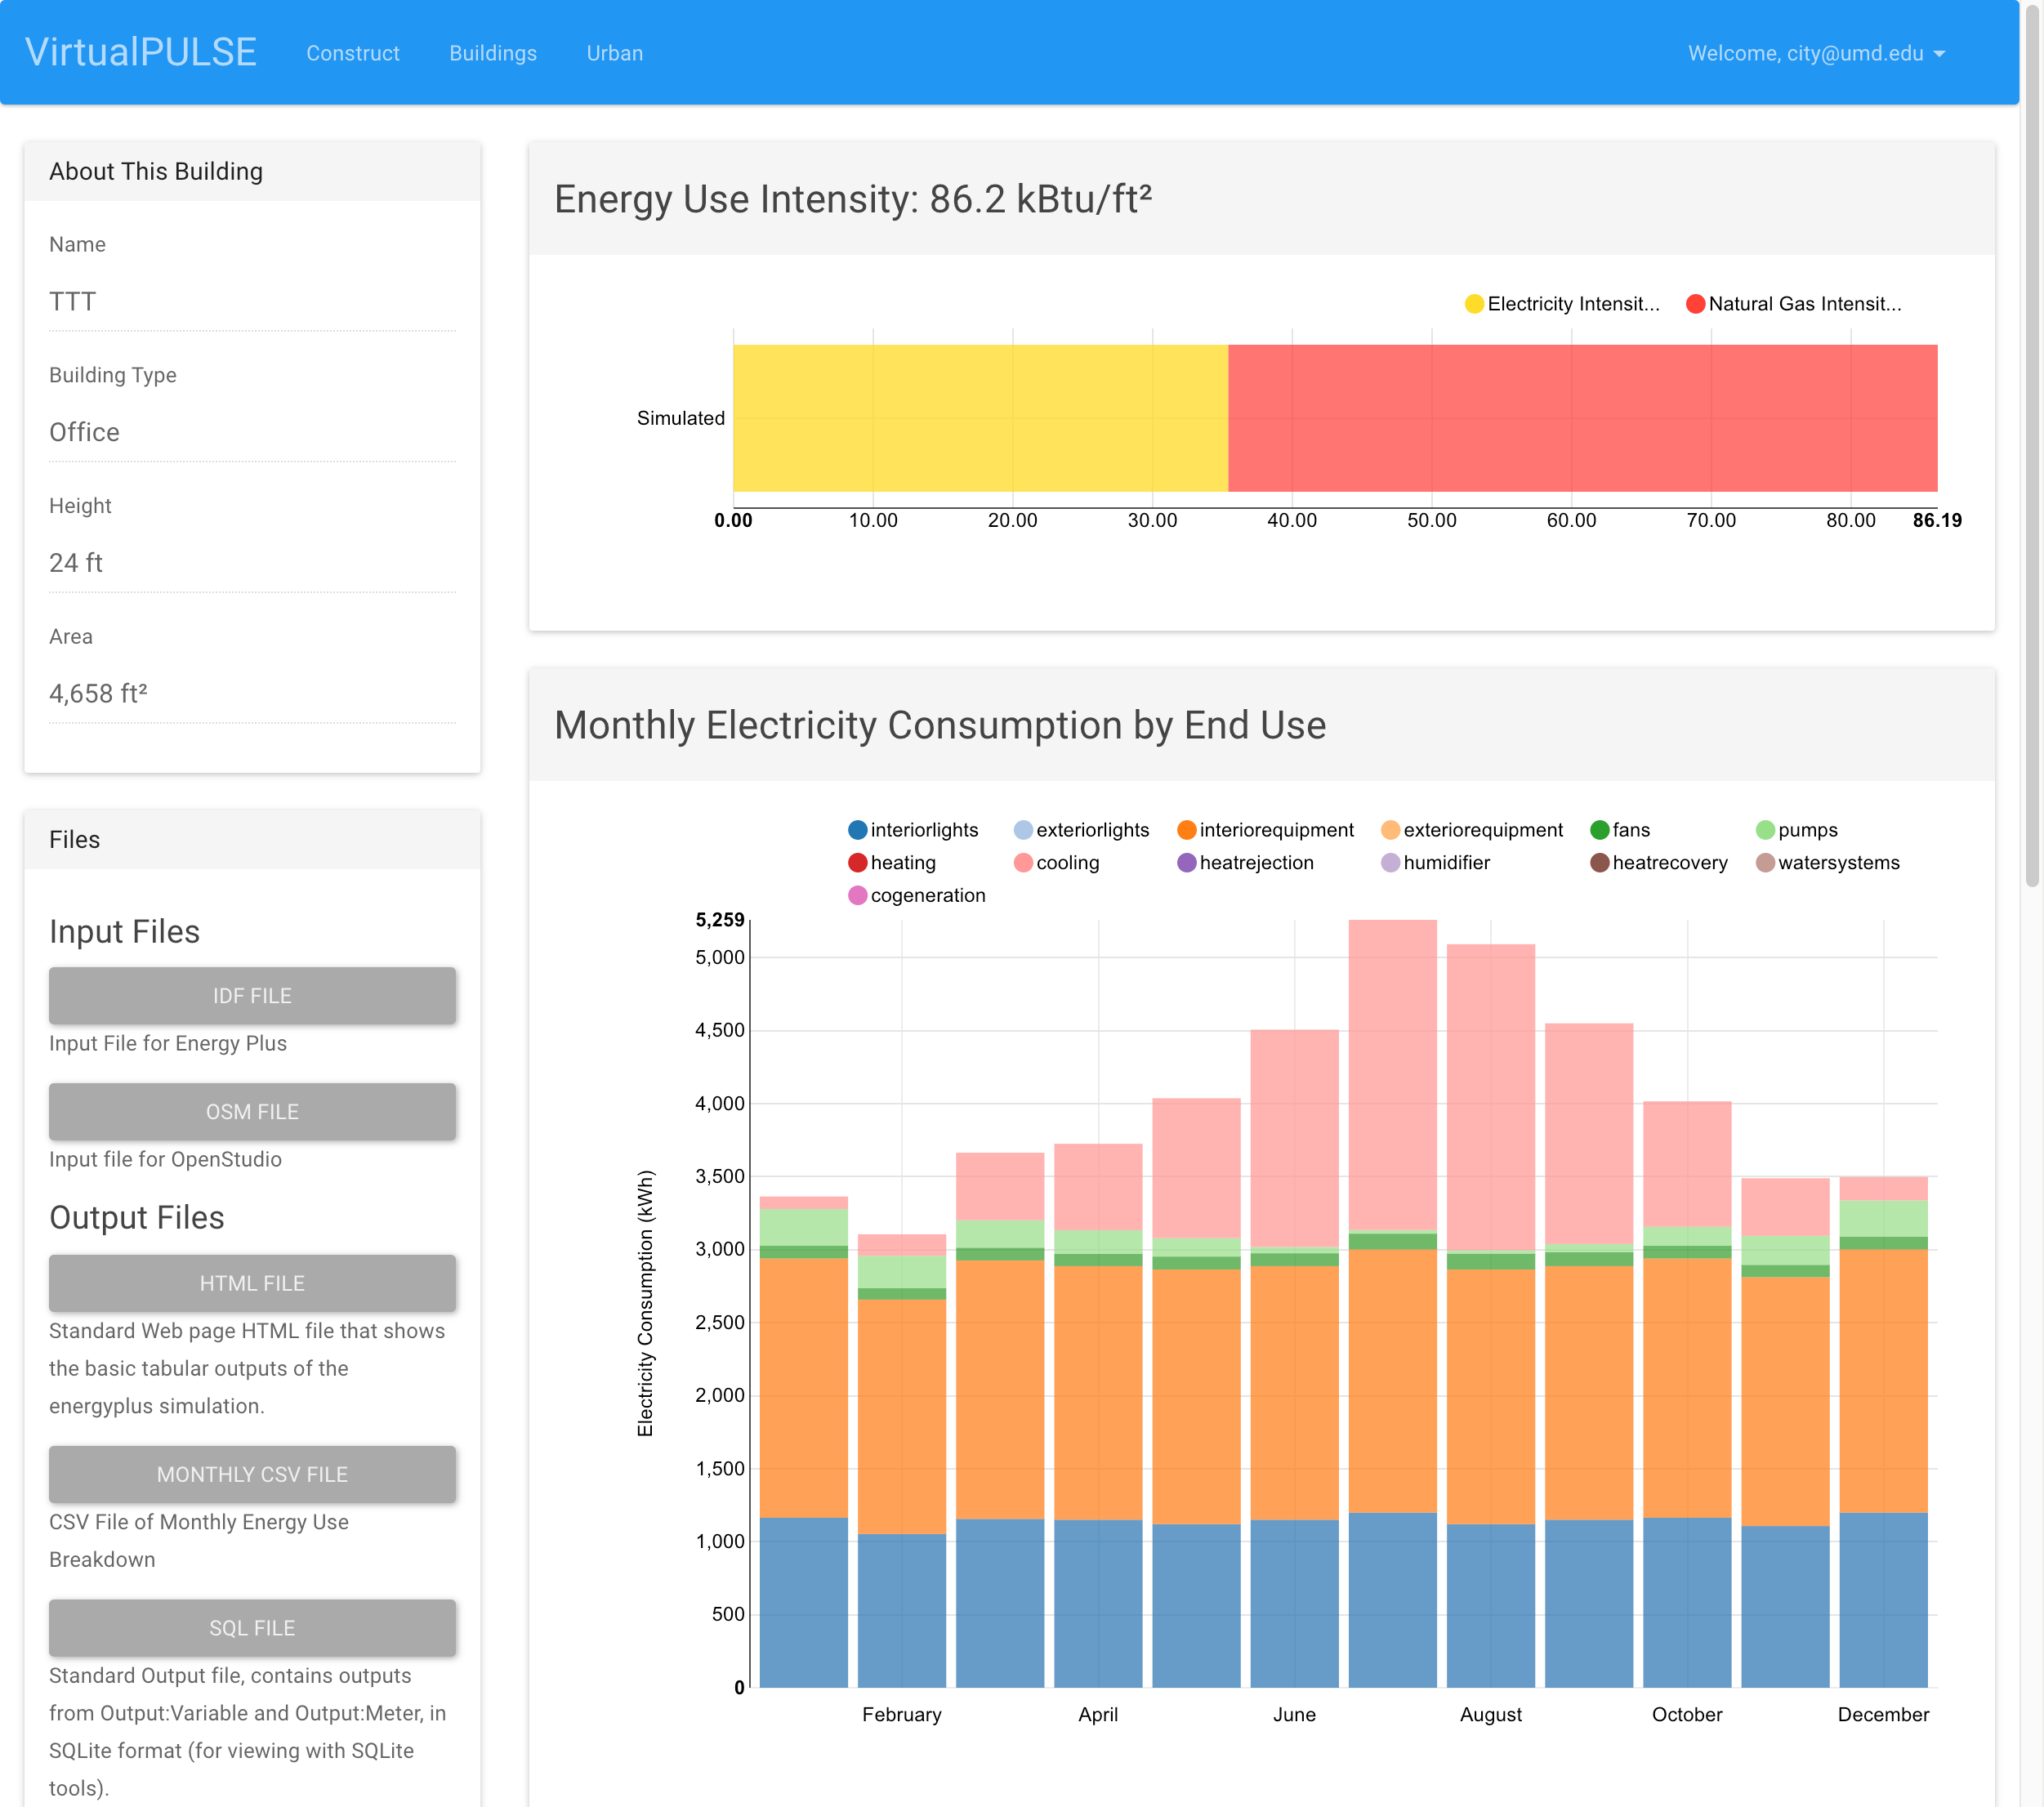 VirtualPULSE Construct Buildings Urban Welcome, city@umd.edu
About This Building
Name
TTT
Building Type
Office
Height
24 ft
Area
4,658 ft²
Files
Input Files
IDF FILE
Input File for Energy Plus
OSM FILE
Input file for OpenStudio
Output Files
HTML FILE
Standard Web page HTML file that shows
the basic tabular outputs of the
energyplus simulation.
MONTHLY CSV FILE
CSV File of Monthly Energy Use
Breakdown
SQL FILE
Standard Output file, contains outputs
from Output:Variable and Output:Meter, in
SQLite format (for viewing with SQLite
tools).
Energy Use Intensity: 86.2 kBtu/ft²
Electricity Intensit... Natural Gas Intensit...
Simulated
0.00 10.00 20.00 30.00 40.00 50.00 60.00 70.00 80.00 86.19
Monthly Electricity Consumption by End Use
interiorlights exteriorlights interiorequipment exteriorequipment fans pumps
heating cooling heatrejection humidifier heatrecovery watersystems
cogeneration
5,259
5,000
4,500
4,000
3,500
3,000
2,500
2,000
1,500
1,000
500
0
Electricity Consumption (kWh)
February April June August October December